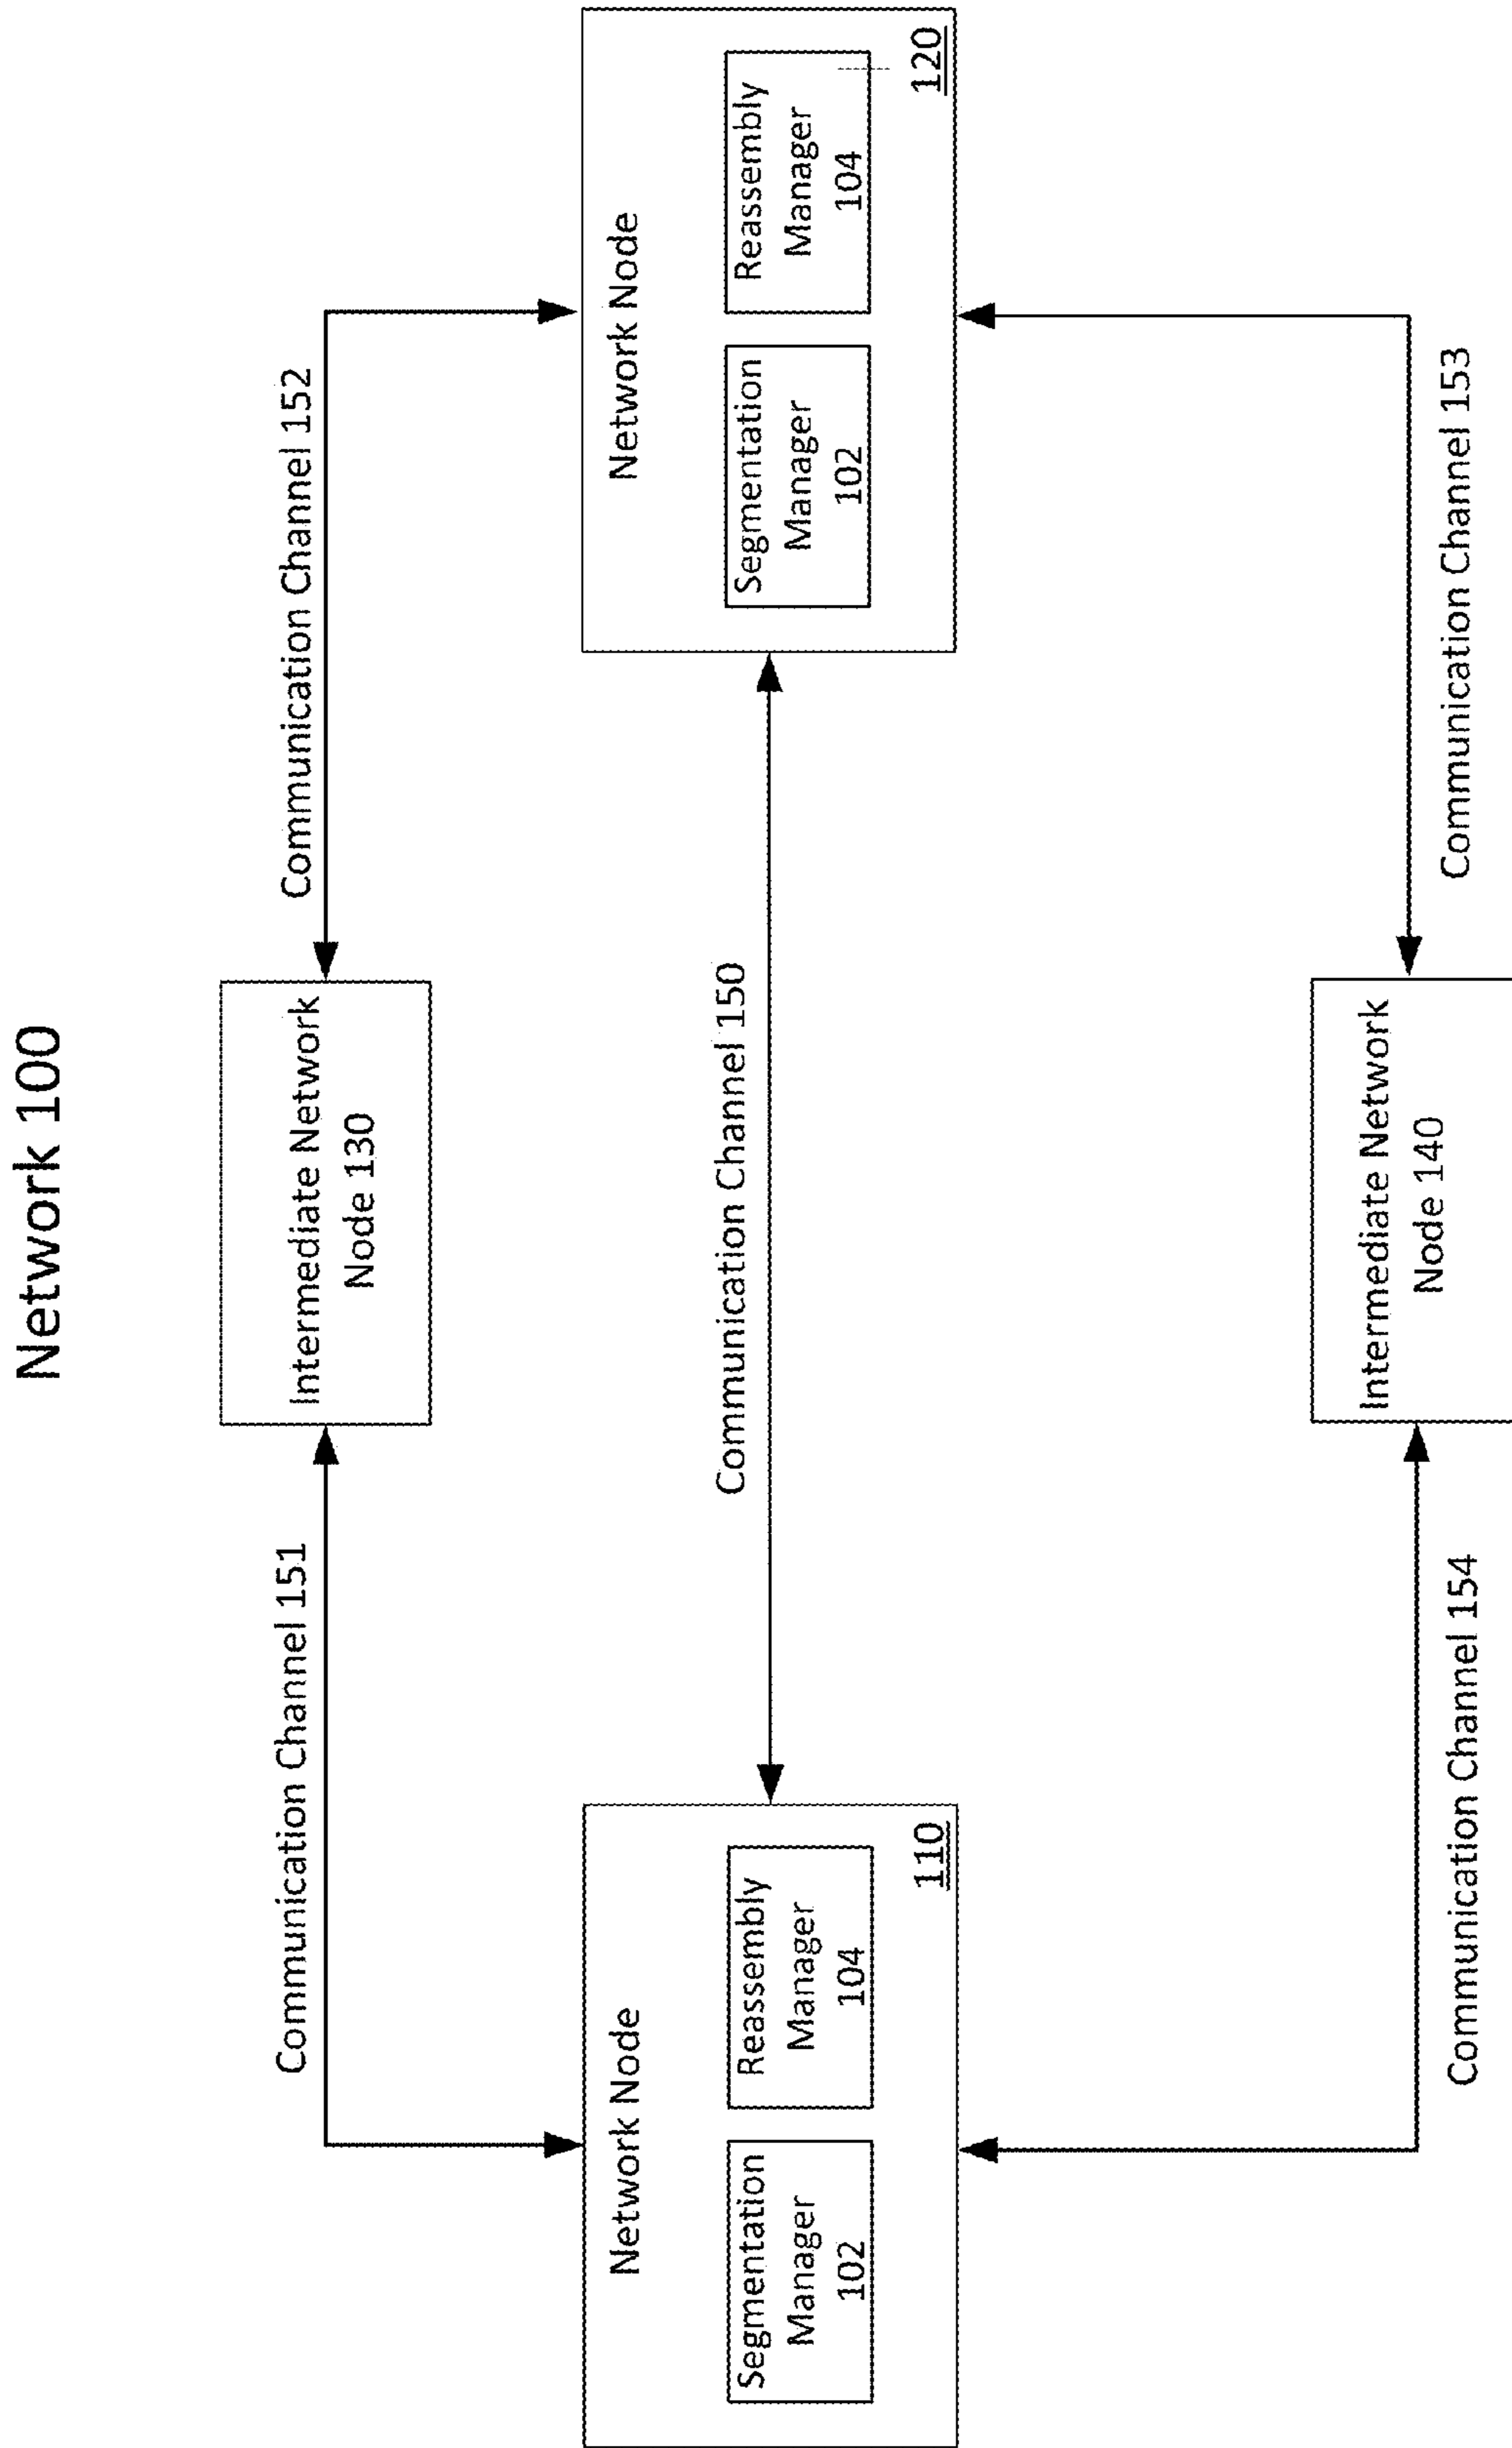 Network 100
Communication Channel 151
Intermediate Network
Node 130
Communication Channel 152
Network Node
Segmentation
Manager
102
Reassembly
Manager
104
110
Communication Channel 150
Network Node
Segmentation
Manager
102
Reassembly
Manager
104
120
Communication Channel 154
Intermediate Network
Node 140
Communication Channel 153